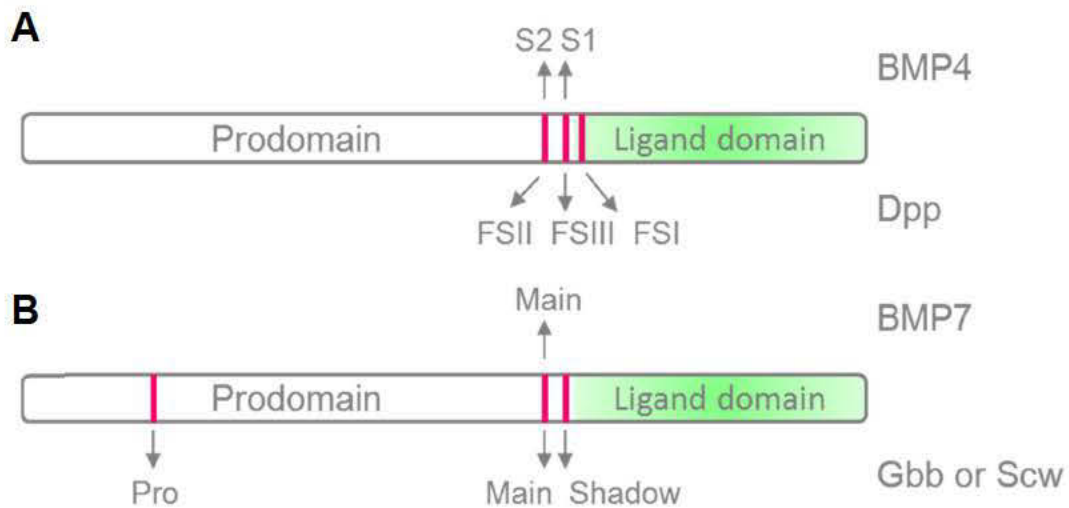 A
S2 S1
BMP4
Prodomain
Ligand domain
Dpp
FSII FSIII FSI
B
Main
BMP7
Prodomain
Ligand domain
Pro
Main Shadow
Gbb or Scw